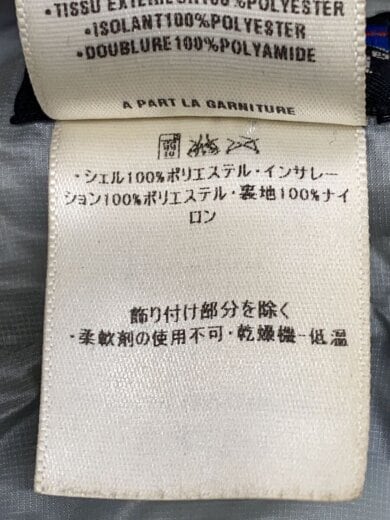 •TISSU EXTERIEUR100%POLYESTER
•ISOLANT100%POLYESTER
•DOUBLURE100%POLYAMIDE
A PART LA GARNITURE
・シェル100%ポリエステル・インサレー
ション100%ポリエステル・裏地100%ナイ
ロン
飾り付け部分を除く
・柔軟剤の使用不可・乾燥機–低温